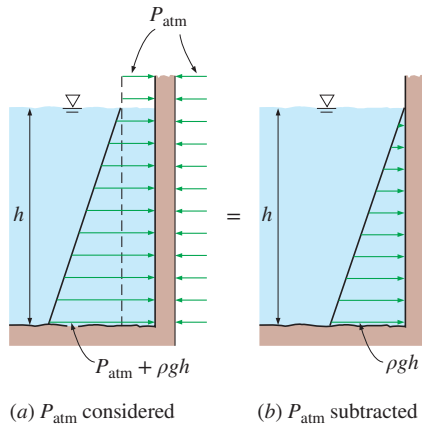 P_atm
h
=
h
P_atm + ρgh
ρgh
(a) P_atm considered
(b) P_atm subtracted